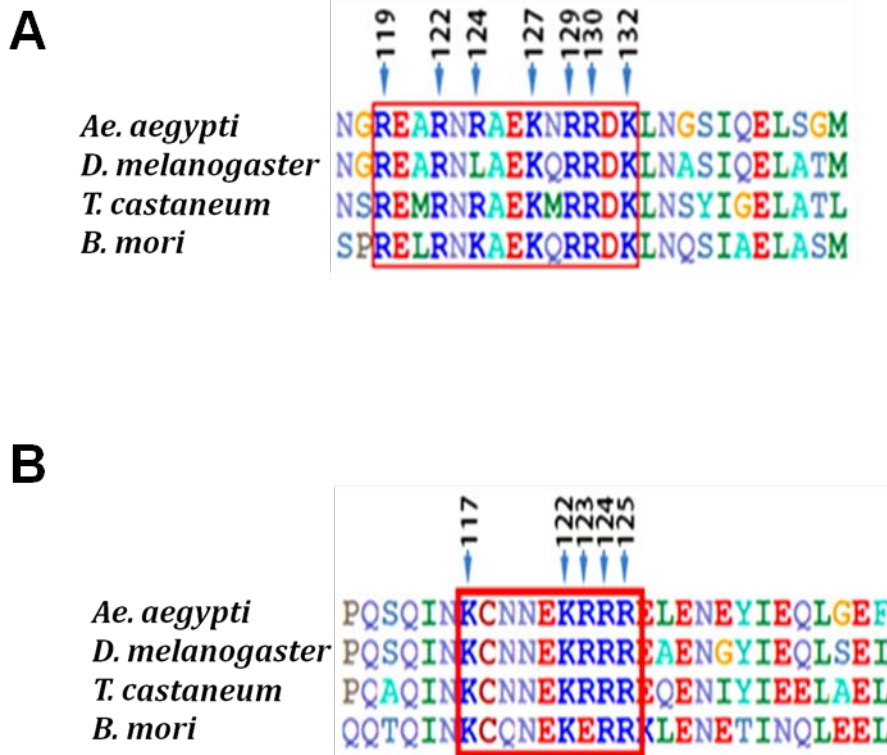 A
119 122 124 127 129 130 132
Ae. aegypti NGREARNRAEKNRRDKLNGSIQELSGM
D. melanogaster NGREARNLAEKQRRDKLNASIQELATM
T. castaneum NSREMRNRAEKMRRDKLNSYIGELATL
B. mori SPRELRNKAEKQRRDKLNQSIAELASM
B
117 122 123 124 125
Ae. aegypti PQSQINKCNNEKRRRELENEYIEQLGEF
D. melanogaster PQSQINKCNNEKRRREAENGYIEQLSEI
T. castaneum PQAQINKCNNEKRRREQENIYIEELAEL
B. mori QQTQINKCQNEKERRKLENETINQLEEL